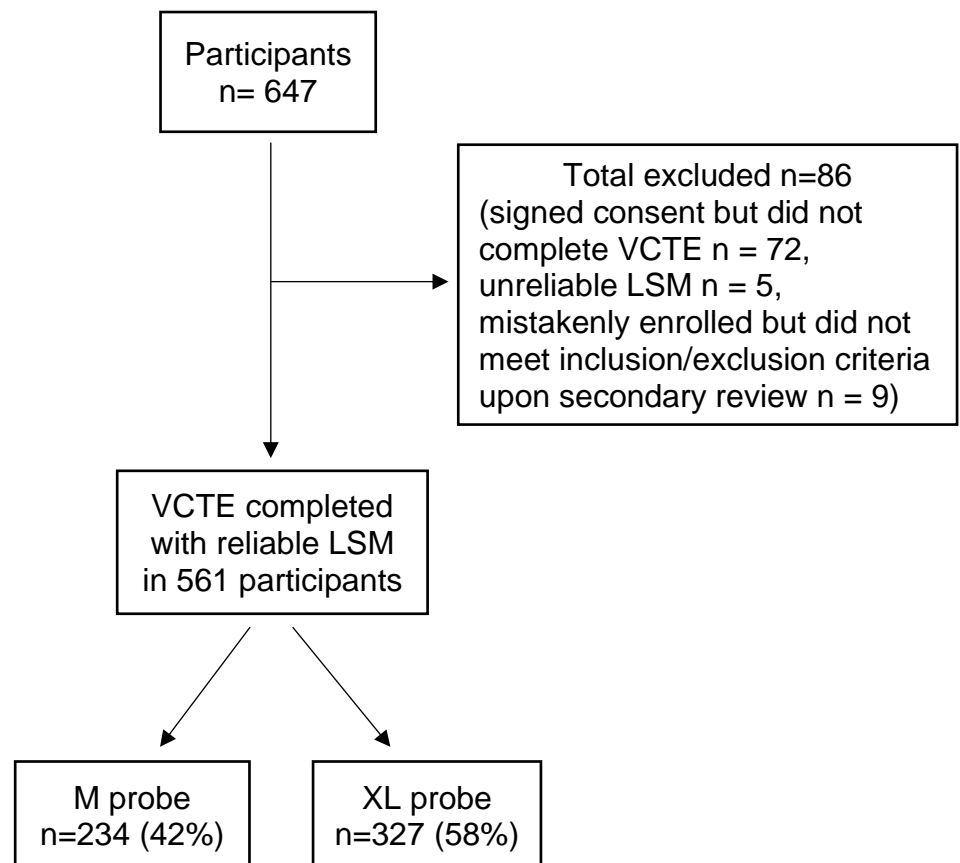 Participants
n= 647
Total excluded n=86
(signed consent but did not
complete VCTE n = 72,
unreliable LSM n = 5,
mistakenly enrolled but did not
meet inclusion/exclusion criteria
upon secondary review n = 9)
VCTE completed
with reliable LSM
in 561 participants
M probe
n=234 (42%)
XL probe
n=327 (58%)